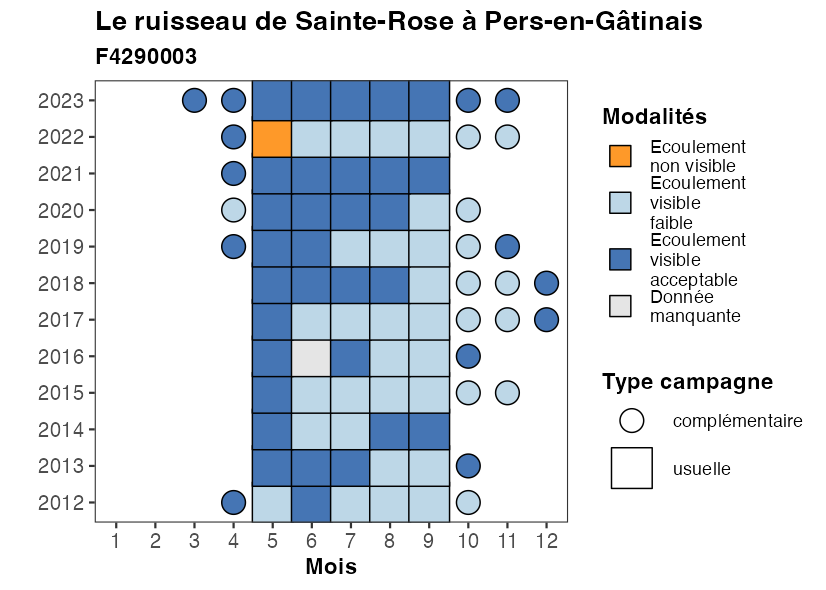 Le ruisseau de Sainte-Rose à Pers-en-Gâtinais
F4290003
2023
2022
2021
2020
2019
2018
2017
2016
2015
2014
2013
2012
1 2 3 4 5 6 7 8 9 10 11 12
Mois
Modalités
Ecoulement
non visible
Ecoulement
visible
faible
Ecoulement
visible
acceptable
Donnée
manquante
Type campagne
complémentaire
usuelle